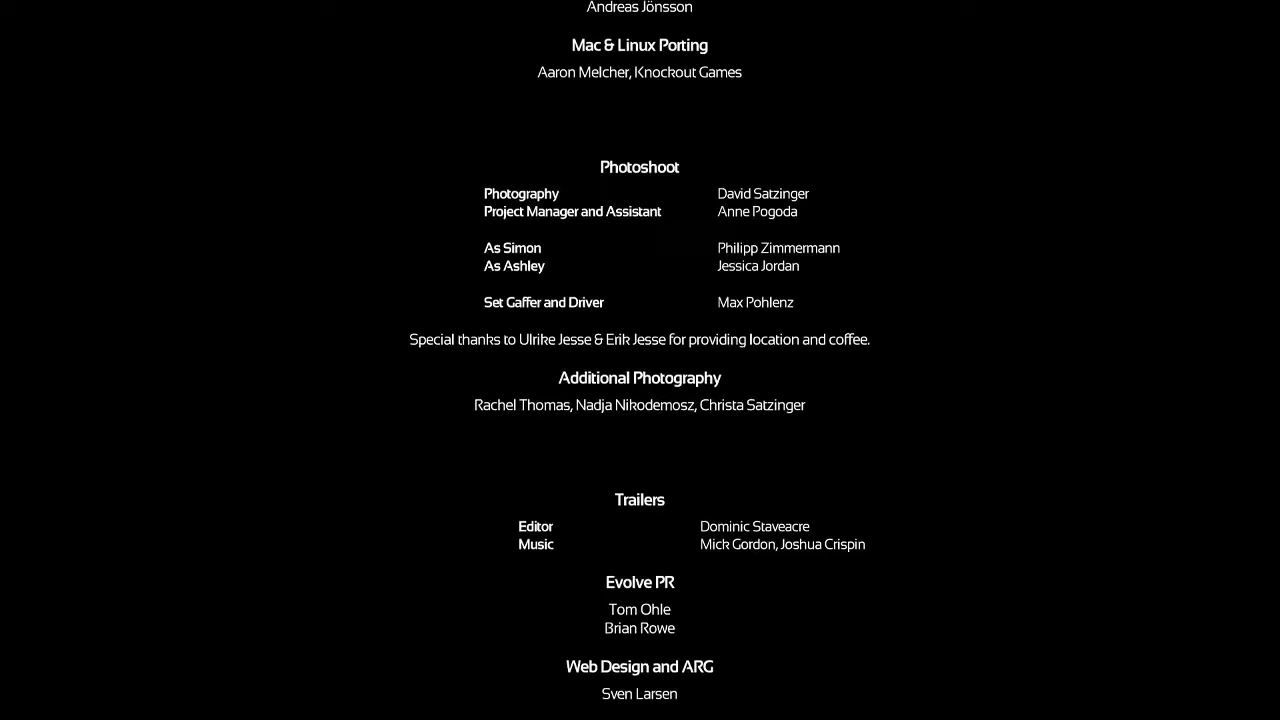 Andreas Jönsson
Mac & Linux Porting
Aaron Melcher, Knockout Games
Photoshoot
Photography David Satzinger
Project Manager and Assistant Anne Pogoda
As Simon Philipp Zimmermann
As Ashley Jessica Jordan
Set Gaffer and Driver Max Pohlenz
Special thanks to Ulrike Jesse & Erik Jesse for providing location and coffee.
Additional Photography
Rachel Thomas, Nadja Nikodemosz, Christa Satzinger
Trailers
Editor Dominic Staveacre
Music Mick Gordon, Joshua Crispin
Evolve PR
Tom Ohle
Brian Rowe
Web Design and ARG
Sven Larsen